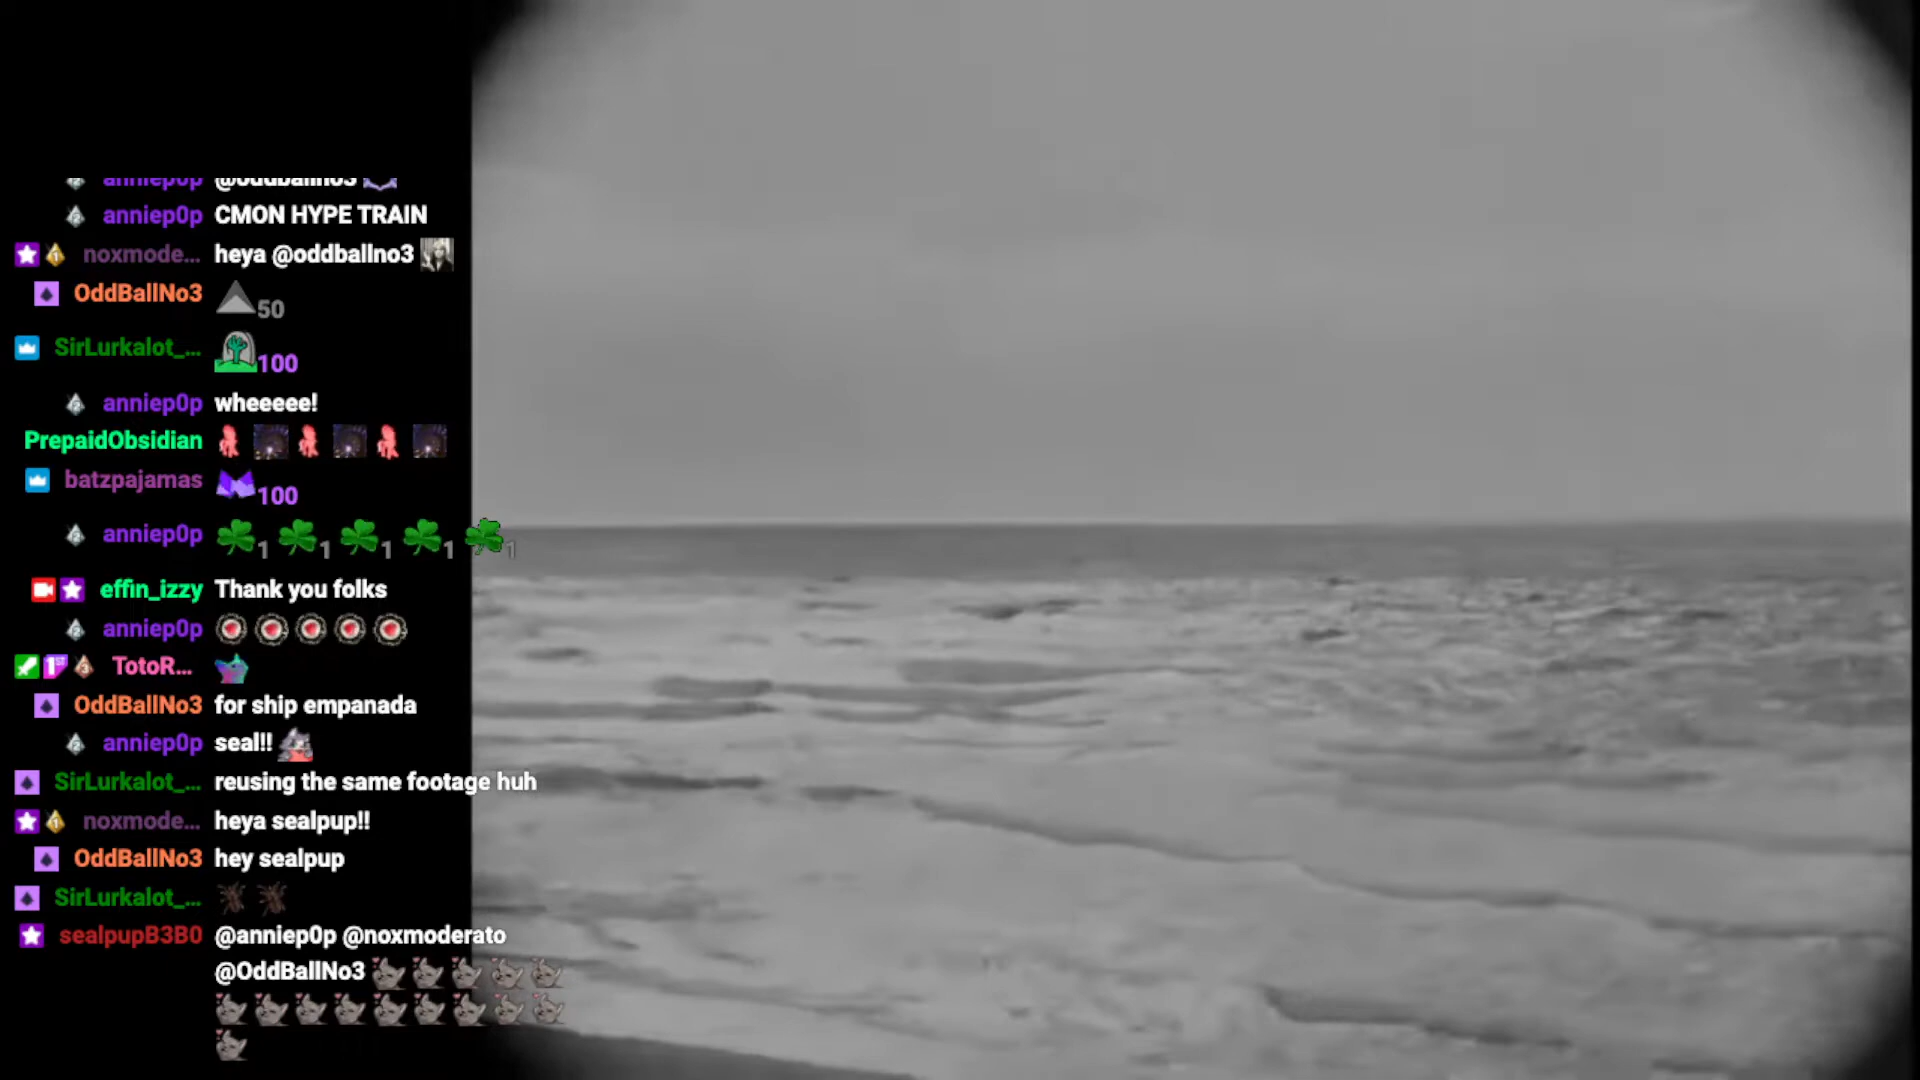 anniep0p @oddballno3
anniep0p CMON HYPE TRAIN
noxmode... heya @oddballno3
OddBallNo3 50
SirLurkalot_... 100
anniep0p wheeeee!
PrepaidObsidian
batzpajamas 100
anniep0p 1 1 1 1 1
effin_izzy Thank you folks
anniep0p
TotoR...
OddBallNo3 for ship empanada
anniep0p seal!!
SirLurkalot_... reusing the same footage huh
noxmode... heya sealpup!!
OddBallNo3 hey sealpup
SirLurkalot_...
sealpupB3B0 @anniep0p @noxmoderato
@OddBallNo3